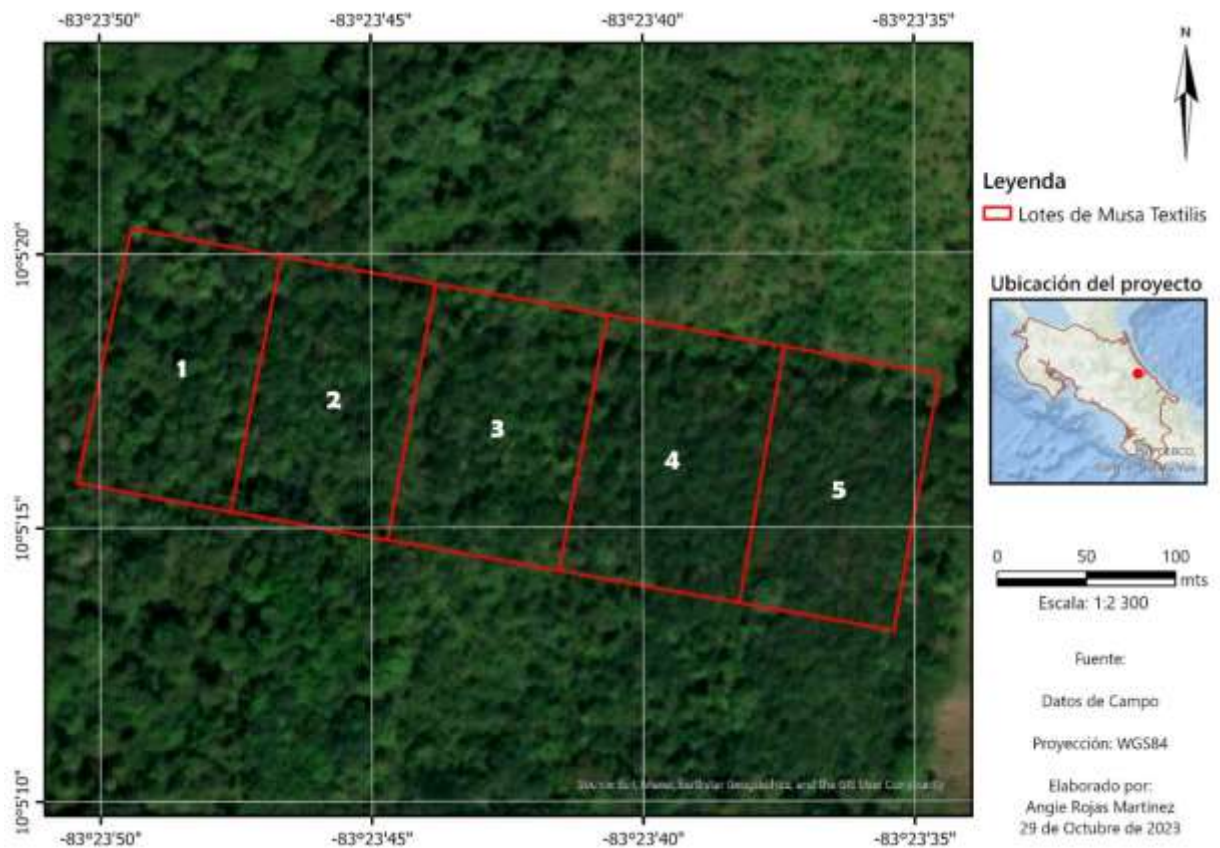 -83°23'50" -83°23'45" -83°23'40" -83°23'35"
N
10°5'20"
10°5'15"
10°5'10"
1
2
3
4
5
-83°23'50" -83°23'45" -83°23'40" -83°23'35"
Leyenda
Lotes de Musa Textilis
Ubicación del proyecto
0 50 100
mts
Escala: 1:2 300
Fuente:
Datos de Campo
Proyección: WGS84
Elaborado por:
Angie Rojas Martinez
29 de Octubre de 2023